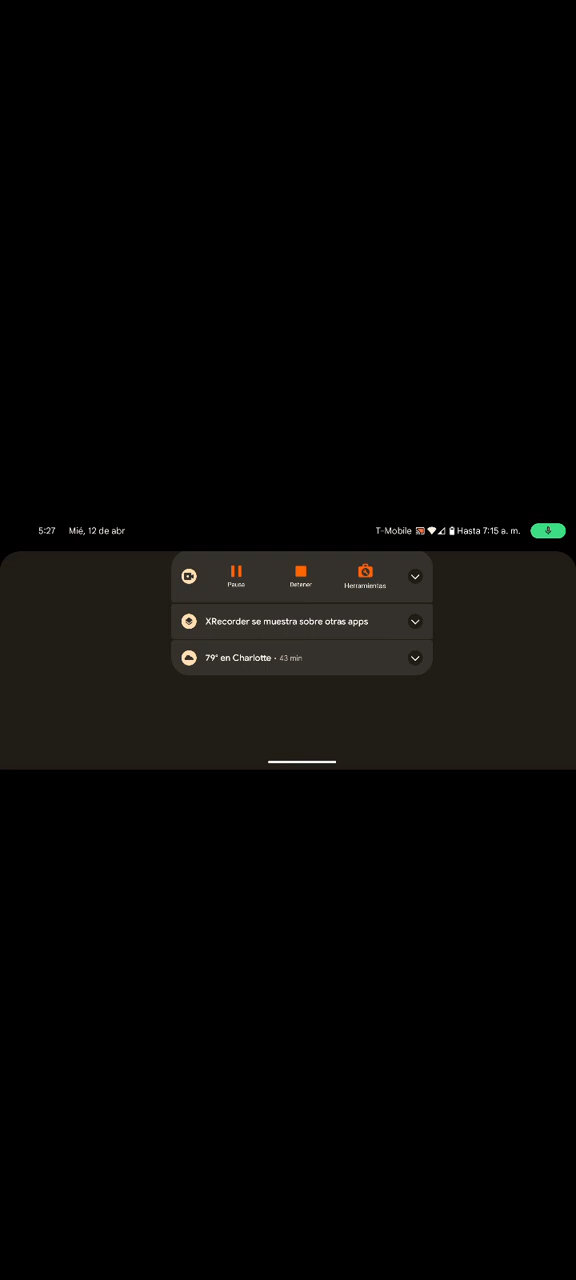 5:27 Mié, 12 de abr T-Mobile Hasta 7:15 a. m.
Pausa Detener Herramientas
XRecorder se muestra sobre otras apps
79° en Charlotte • 43 min